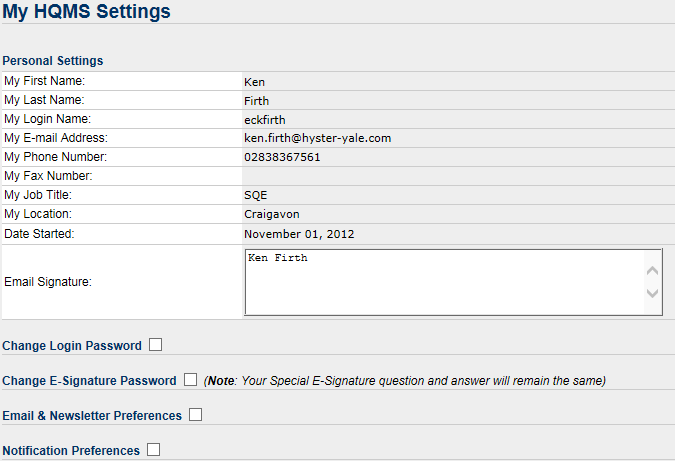 My HQMS Settings
Personal Settings
My First Name: Ken
My Last Name: Firth
My Login Name: eckfirth
My E-mail Address: ken.firth@hyster-yale.com
My Phone Number: 02838367561
My Fax Number:
My Job Title: SQE
My Location: Craigavon
Date Started: November 01, 2012
Email Signature: Ken Firth
Change Login Password
Change E-Signature Password (Note: Your Special E-Signature question and answer will remain the same)
Email & Newsletter Preferences
Notification Preferences